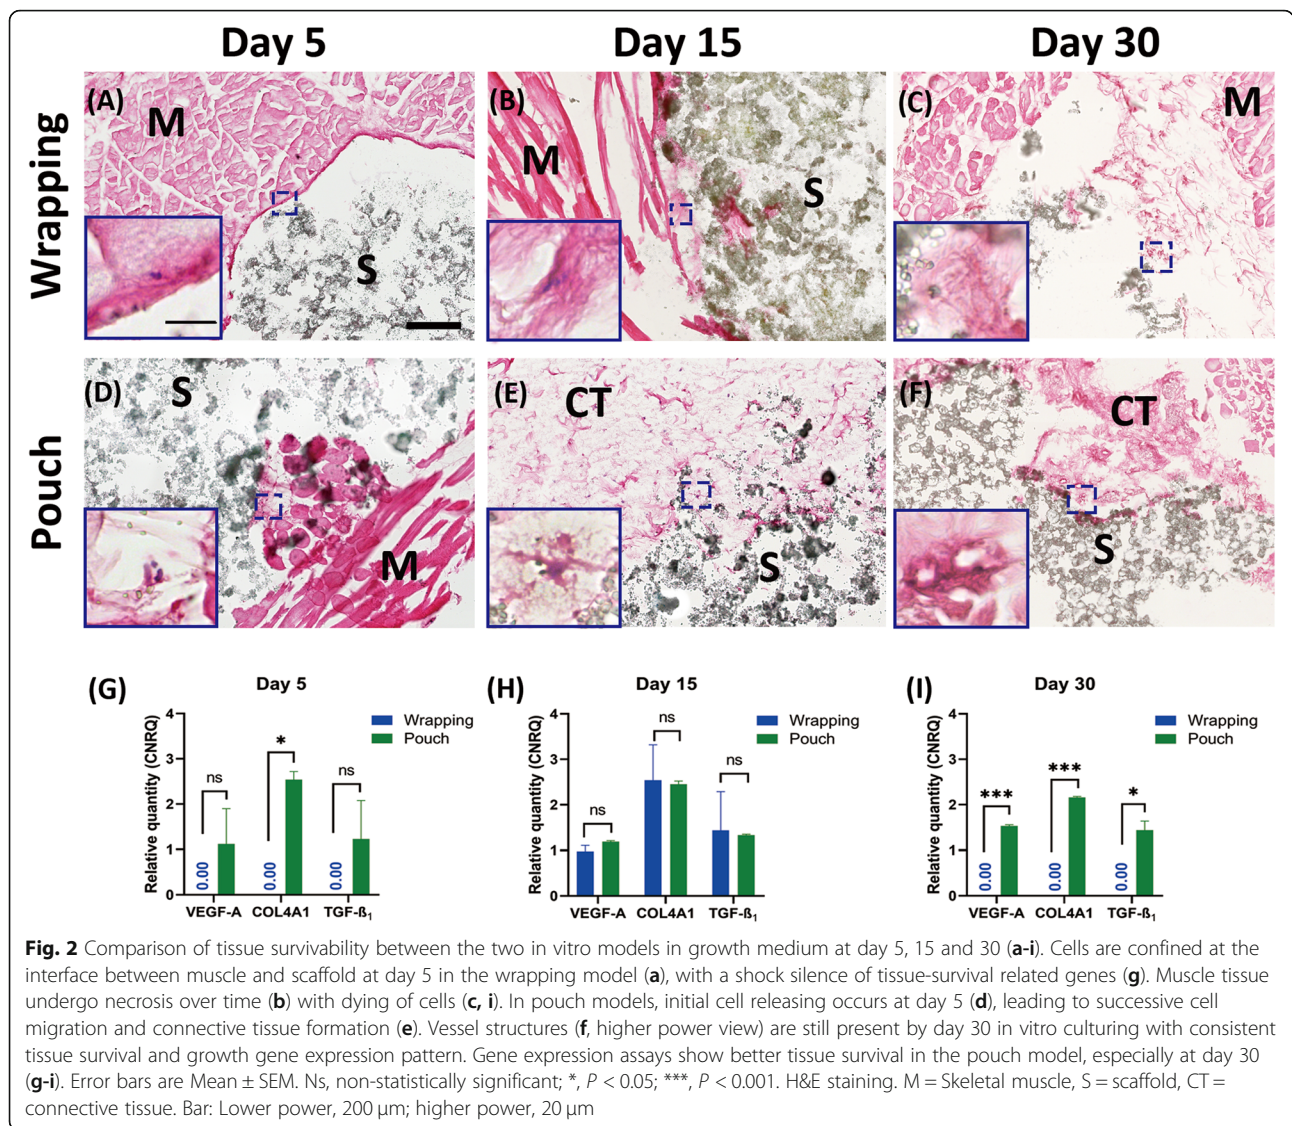 Day 5
Day 15
Day 30
Wrapping
(A)
M
S
(B)
M
S
(C)
M
Pouch
(D)
S
M
(E)
CT
S
(F)
CT
S
(G)
Day 5
Relative quantity (CNRQ)
4
3
2
1
0
Wrapping
Pouch
ns
*
ns
0.00
0.00
0.00
VEGF-A COL4A1 TGF-ß₁
(H)
Day 15
Relative quantity (CNRQ)
4
3
2
1
0
Wrapping
Pouch
ns
ns
ns
VEGF-A COL4A1 TGF-ß₁
(I)
Day 30
Relative quantity (CNRQ)
4
3
2
1
0
Wrapping
Pouch
***
***
*
0.00
0.00
0.00
VEGF-A COL4A1 TGF-ß₁
Fig. 2 Comparison of tissue survivability between the two in vitro models in growth medium at day 5, 15 and 30 (a-i). Cells are confined at the
interface between muscle and scaffold at day 5 in the wrapping model (a), with a shock silence of tissue-survival related genes (g). Muscle tissue
undergo necrosis over time (b) with dying of cells (c, i). In pouch models, initial cell releasing occurs at day 5 (d), leading to successive cell
migration and connective tissue formation (e). Vessel structures (f, higher power view) are still present by day 30 in vitro culturing with consistent
tissue survival and growth gene expression pattern. Gene expression assays show better tissue survival in the pouch model, especially at day 30
(g-i). Error bars are Mean ± SEM. Ns, non-statistically significant; *, P < 0.05; ***, P < 0.001. H&E staining. M = Skeletal muscle, S = scaffold, CT =
connective tissue. Bar: Lower power, 200 μm; higher power, 20 μm